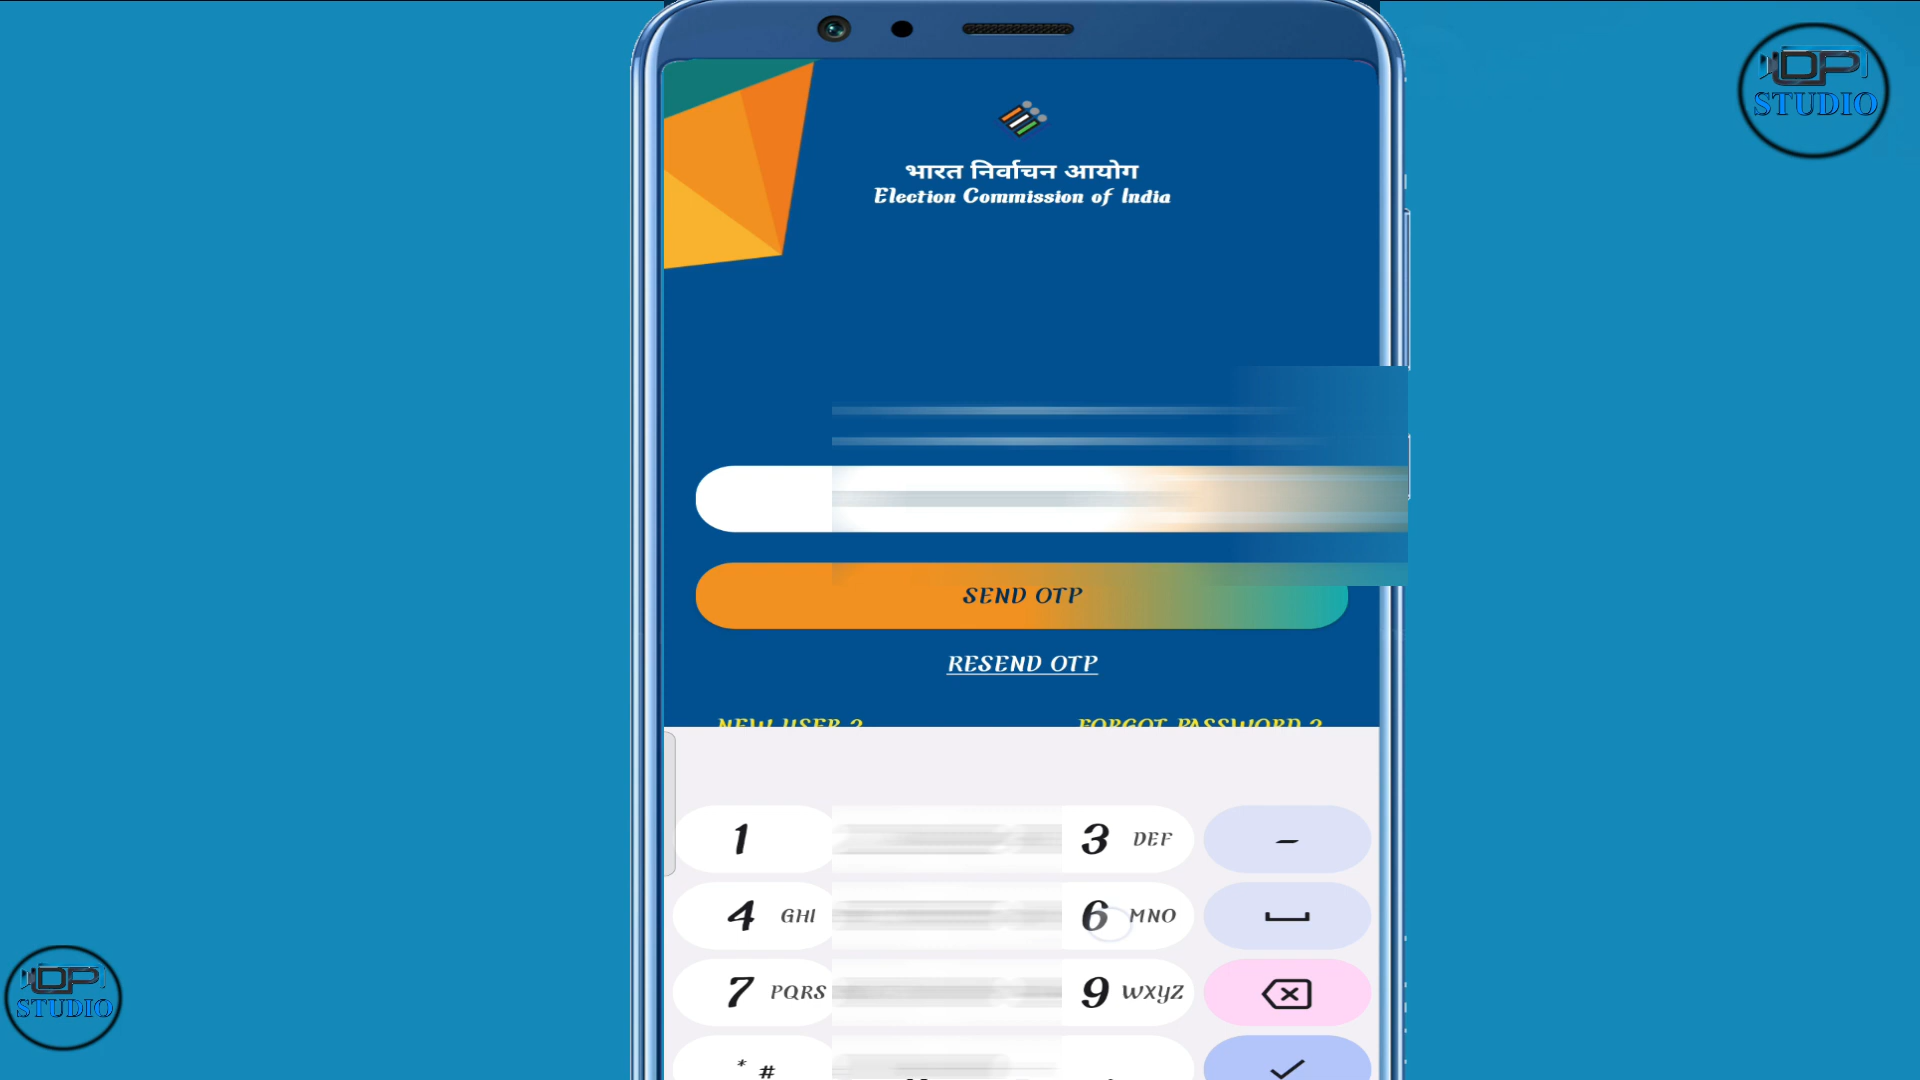 DP
STUDIO
भारत निर्वाचन आयोग
Election Commission of India
SEND OTP
RESEND OTP
NEW USER ?
FORGOT PASSWORD ?
1
3 DEF
-
4 GHI
6 MNO
7 PQRS
9 WXYZ
* #
DP
STUDIO